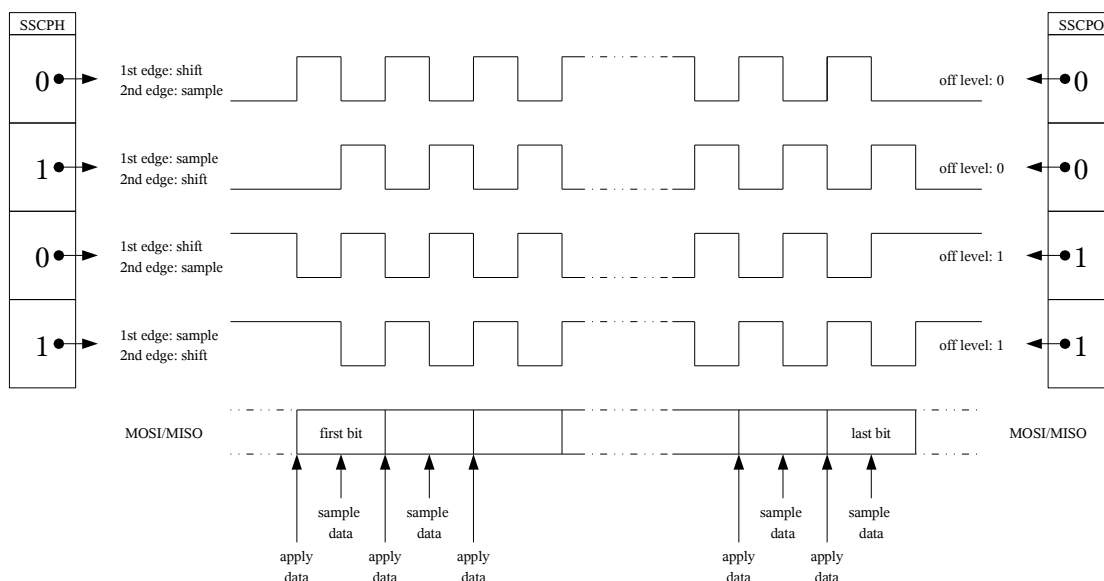 SSCPH
SSCPO
0
1st edge: shift
2nd edge: sample
off level: 0
0
1
1st edge: sample
2nd edge: shift
off level: 0
0
0
1st edge: shift
2nd edge: sample
off level: 1
1
1
1st edge: sample
2nd edge: shift
off level: 1
1
MOSI/MISO
first bit
last bit
MOSI/MISO
sample
data
sample
data
sample
data
sample
data
apply
data
apply
data
apply
data
apply
data
apply
data